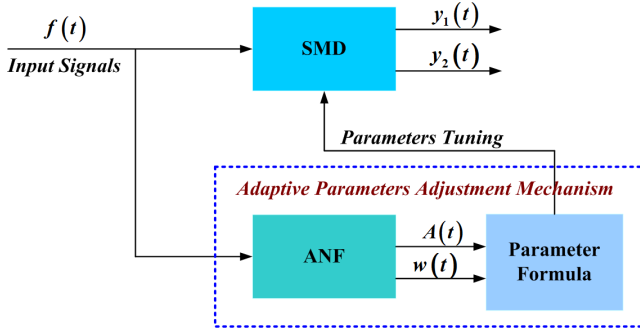 f(t)
Input Signals
SMD
y₁(t)
y₂(t)
Parameters Tuning
Adaptive Parameters Adjustment Mechanism
ANF
A(t)
w(t)
Parameter
Formula